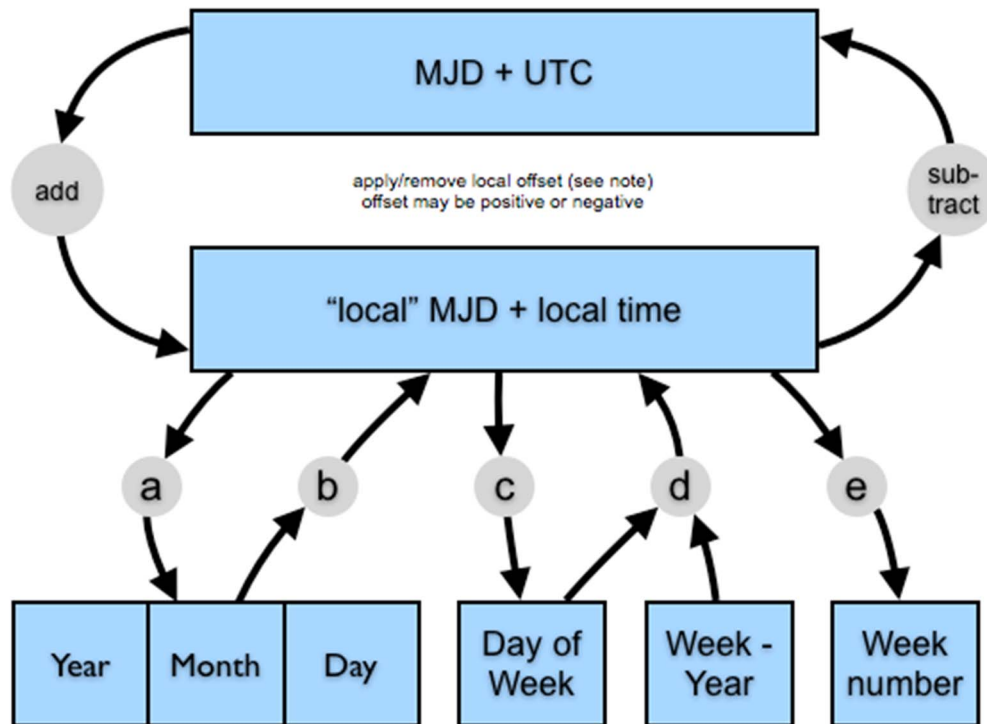 MJD + UTC
add
apply/remove local offset (see note)
offset may be positive or negative
sub-
tract
“local” MJD + local time
a
b
c
d
e
Year
Month
Day
Day of
Week
Week -
Year
Week
number